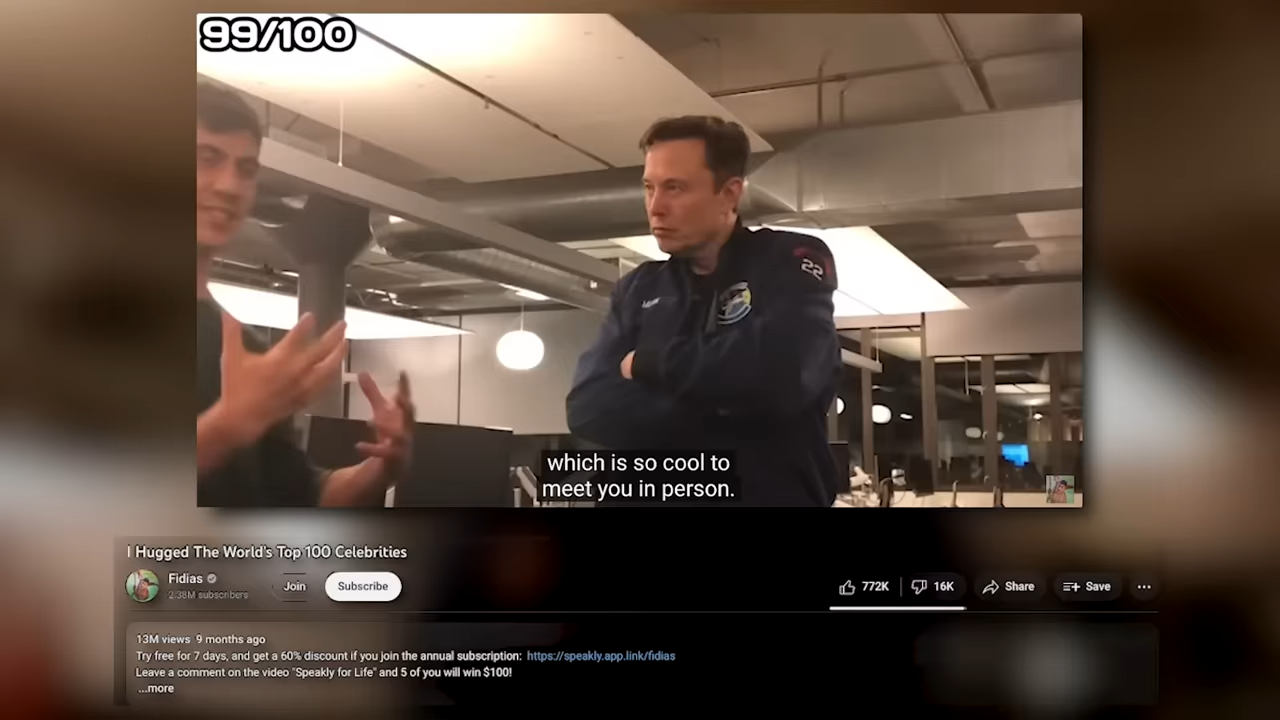 99/100
22
which is so cool to
meet you in person.
I Hugged The World's Top 100 Celebrities
Fidias
2.38M subscribers
Join
Subscribe
772K
16K
Share
Save
13M views 9 months ago
Try free for 7 days, and get a 60% discount if you join the annual subscription: https://speakly.app.link/fidias
Leave a comment on the video "Speakly for Life" and 5 of you will win $100!
...more